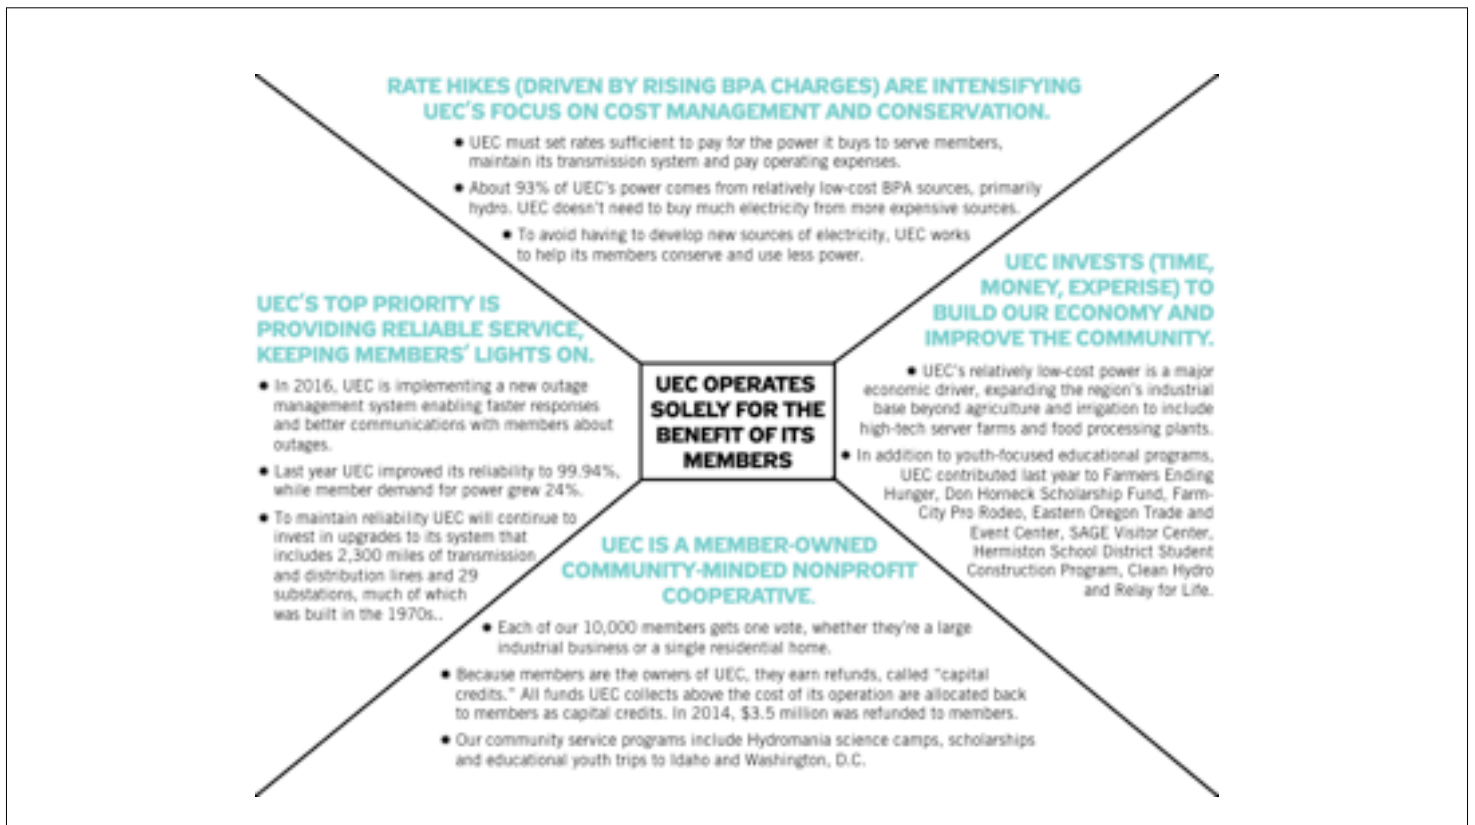 RATE HIKES (DRIVEN BY RISING BPA CHARGES) ARE INTENSIFYING
UEC'S FOCUS ON COST MANAGEMENT AND CONSERVATION.
● UEC must set rates sufficient to pay for the power it buys to serve members,
maintain its transmission system and pay operating expenses.
● About 93% of UEC's power comes from relatively low-cost BPA sources, primarily
hydro. UEC doesn't need to buy much electricity from more expensive sources.
● To avoid having to develop new sources of electricity, UEC works
to help its members conserve and use less power.
UEC'S TOP PRIORITY IS
PROVIDING RELIABLE SERVICE,
KEEPING MEMBERS' LIGHTS ON.
● In 2016, UEC is implementing a new outage
management system enabling faster responses
and better communications with members about
outages.
● Last year UEC improved its reliability to 99.94%,
while member demand for power grew 24%.
● To maintain reliability UEC will continue to
invest in upgrades to its system that
includes 2,300 miles of transmission
and distribution lines and 29
substations, much of which
was built in the 1970s..
UEC OPERATES
SOLELY FOR THE
BENEFIT OF ITS
MEMBERS
UEC INVESTS (TIME,
MONEY, EXPERISE) TO
BUILD OUR ECONOMY AND
IMPROVE THE COMMUNITY.
● UEC's relatively low-cost power is a major
economic driver, expanding the region's industrial
base beyond agriculture and irrigation to include
high-tech server farms and food processing plants.
● In addition to youth-focused educational programs,
UEC contributed last year to Farmers Ending
Hunger, Don Horneck Scholarship Fund, Farm-
City Pro Rodeo, Eastern Oregon Trade and
Event Center, SAGE Visitor Center,
Hermiston School District Student
Construction Program, Clean Hydro
and Relay for Life.
UEC IS A MEMBER-OWNED
COMMUNITY-MINDED NONPROFIT
COOPERATIVE.
● Each of our 10,000 members gets one vote, whether they're a large
industrial business or a single residential home.
● Because members are the owners of UEC, they earn refunds, called "capital
credits." All funds UEC collects above the cost of its operation are allocated back
to members as capital credits. In 2014, $3.5 million was refunded to members.
● Our community service programs include Hydromania science camps, scholarships
and educational youth trips to Idaho and Washington, D.C.